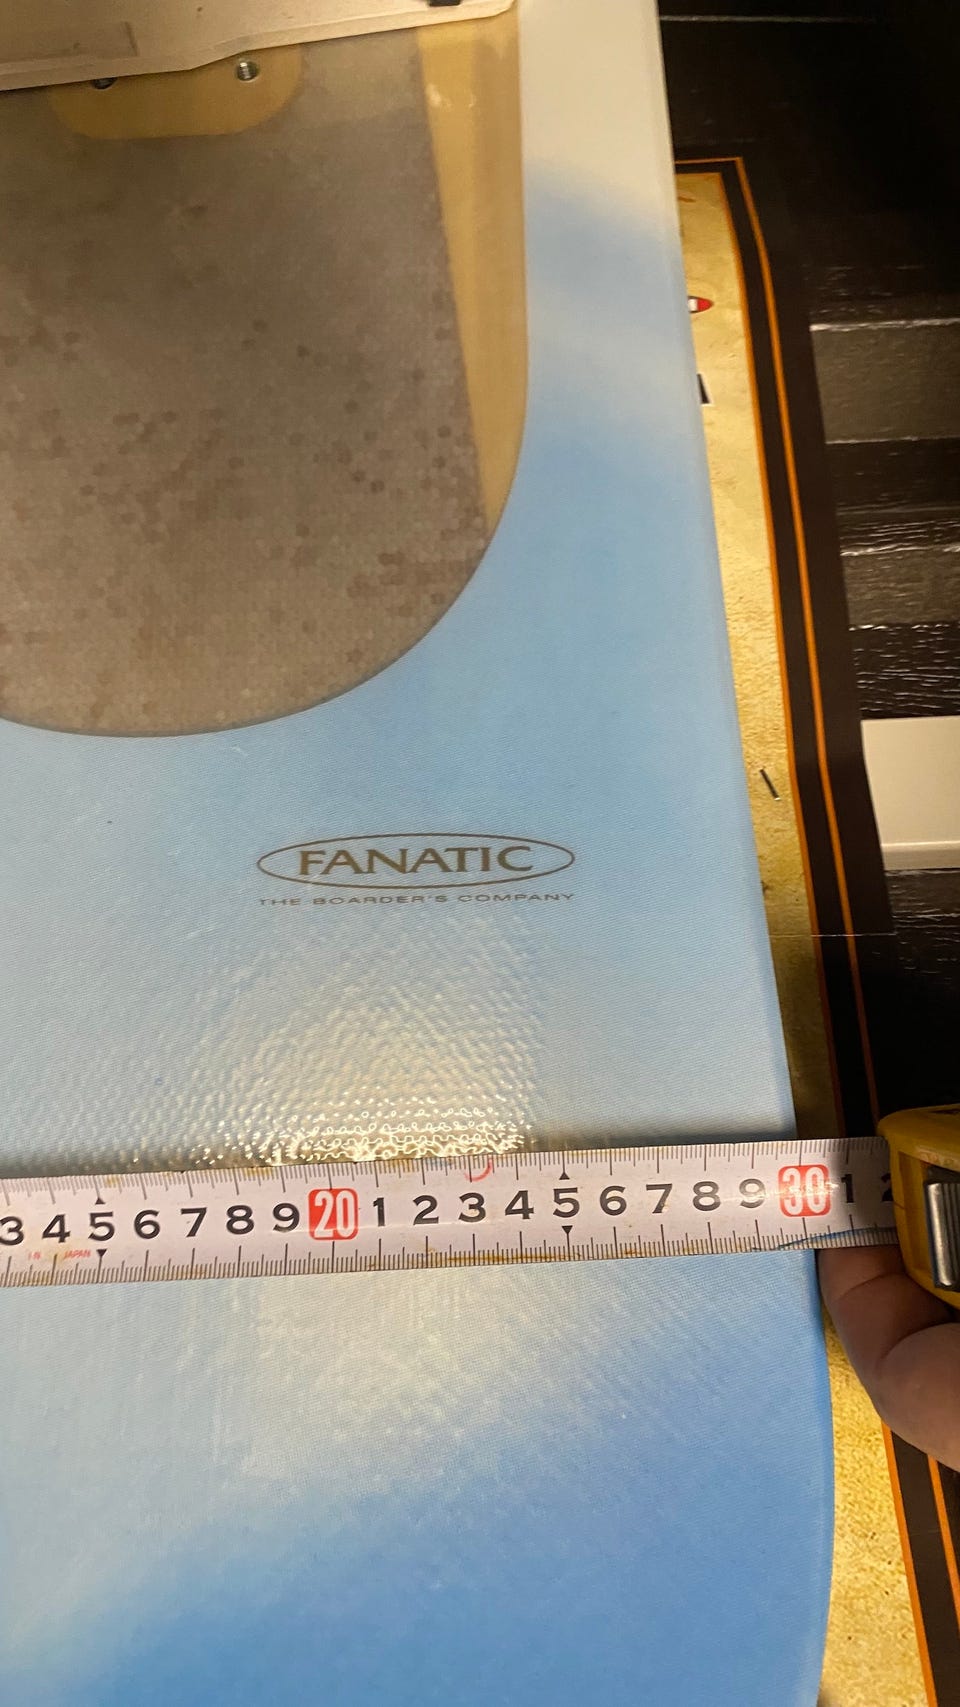 FANATIC
THE BOARDER'S COMPANY
3 4 5 6 7 8 9 20 1 2 3 4 5 6 7 8 9 30 1 2
JAPAN